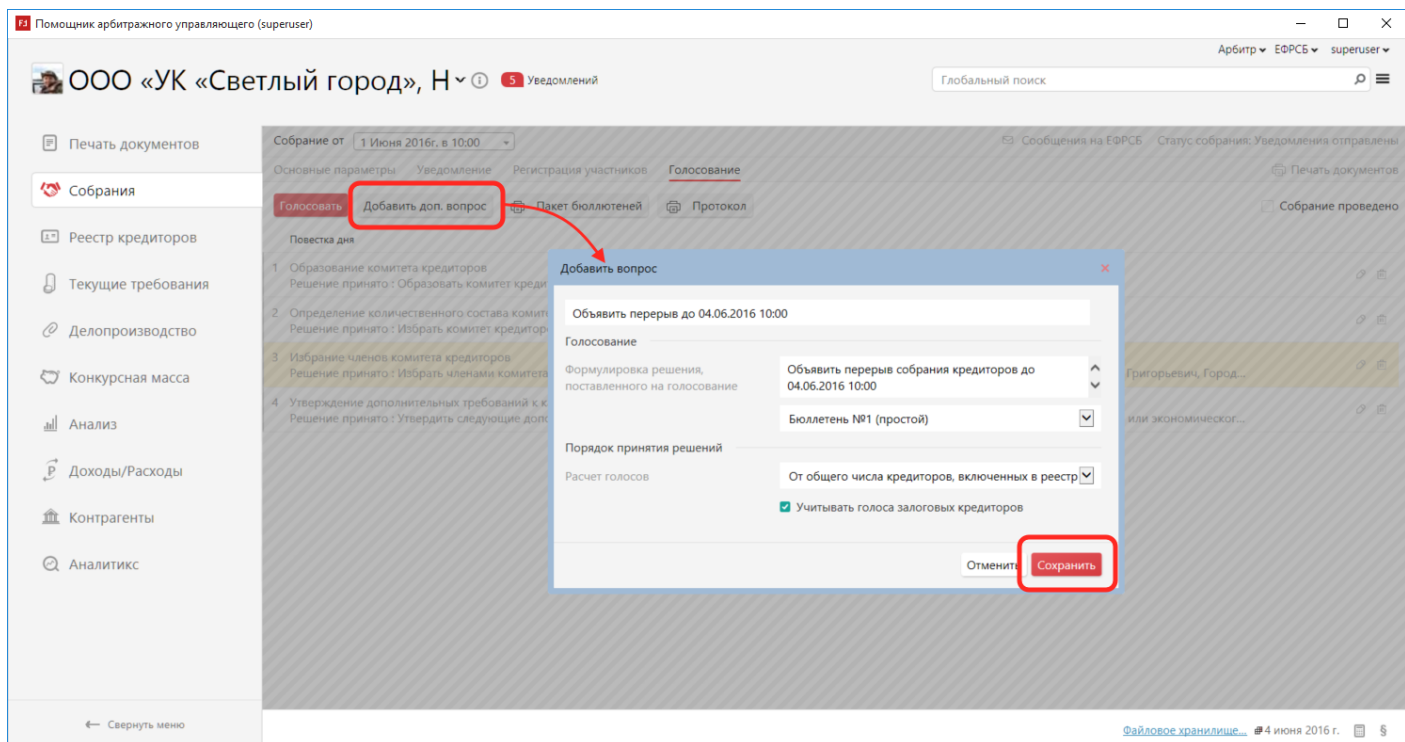 Помощник арбитражного управляющего (superuser)
Арбитр ЕФРСБ superuser
ООО «УК «Светлый город», Н 5 Уведомлений
Глобальный поиск
Печать документов
Собрания
Реестр кредиторов
Текущие требования
Делопроизводство
Конкурсная масса
Анализ
Доходы/Расходы
Контрагенты
Аналитикс
Свернуть меню
Собрание от 1 Июня 2016г. в 10:00
Сообщения на ЕФРСБ Статус собрания: Уведомления отправлены
Основные параметры Уведомление Регистрация участников Голосование
Печать документов
Голосовать Добавить доп. вопрос Пакет бюллетеней Протокол
Собрание проведено
Повестка дня
1 Образование комитета кредиторов
Решение принято : Образовать комитет креди
2 Определение количественного состава комит
Решение принято : Избрать комитет кредитор
3 Избрание членов комитета кредиторов
Решение принято : Избрать членами комитета
Григорьевич, Город...
4 Утверждение дополнительных требований к к
Решение принято : Утвердить следующие допо
или экономическог...
Добавить вопрос
Объявить перерыв до 04.06.2016 10:00
Голосование
Формулировка решения,
поставленного на голосование
Объявить перерыв собрания кредиторов до
04.06.2016 10:00
Бюллетень №1 (простой)
Порядок принятия решений
Расчет голосов
От общего числа кредиторов, включенных в реестр
Учитывать голоса залоговых кредиторов
Отменить Сохранить
Файловое хранилище... 4 июня 2016 г. §